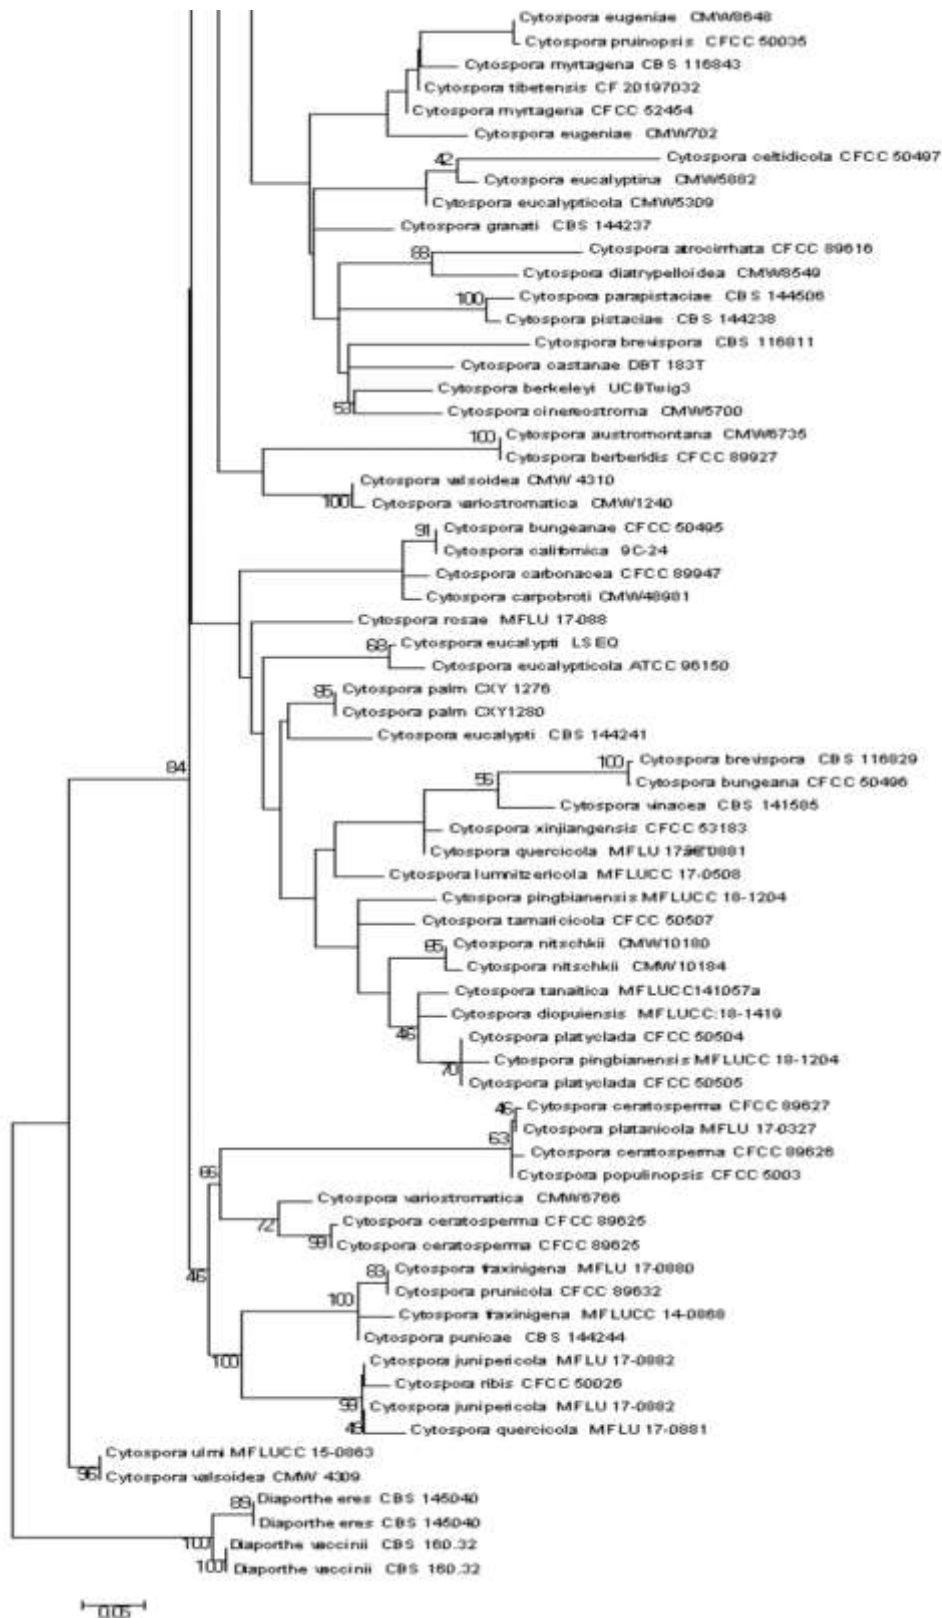 Cytospora eugeniae CMW8648
Cytospora pruinopsis CFCC 50035
Cytospora myrtagena CBS 116843
Cytospora tibetensis CF 20197032
Cytospora myrtagena CFCC 52454
Cytospora eugeniae CMW702
42
Cytospora celtidicola CFCC 50497
Cytospora eucalyptina CMW5882
Cytospora eucalypticola CMW5309
Cytospora granati CBS 144237
88
Cytospora atrocirrhata CFCC 89616
Cytospora diatrypelloidea CMW8549
100
Cytospora parapistaciae CBS 144506
Cytospora pistaciae CBS 144238
Cytospora brevispora CBS 116811
Cytospora castanae DBT 183T
Cytospora berkeleyi UCBTwig3
53
Cytospora cinereostroma CMW5700
100
Cytospora austromontana CMW6735
Cytospora berberidis CFCC 89927
Cytospora valsoidea CMW 4310
100
Cytospora variostromatica CMW1240
91
Cytospora bungeanae CFCC 50495
Cytospora californica 9C-24
Cytospora carbonacea CFCC 89947
Cytospora carpobroti CMW48981
Cytospora rosae MFLU 17-088
68
Cytospora eucalypti LSEQ
Cytospora eucalypticola ATCC 96150
85
Cytospora palm CXY 1276
Cytospora palm CXY1280
Cytospora eucalypti CBS 144241
84
100
Cytospora brevispora CBS 116829
Cytospora bungeana CFCC 50496
55
Cytospora vinacea CBS 141585
Cytospora xinjiangensis CFCC 53183
Cytospora quercicola MFLU
Cytospora lumnitzericola MFLUCC 17-0508
Cytospora pingbianensis MFLUCC 18-1204
Cytospora tamaricicola CFCC 50507
85
Cytospora nitschkii CMW10180
Cytospora nitschkii CMW10184
Cytospora tanaitica MFLUCC141057a
Cytospora diopuiensis MFLUCC:18-1419
46
Cytospora platyclada CFCC 50504
Cytospora pingbianensis MFLUCC 18-1204
70
Cytospora platyclada CFCC 50505
46
Cytospora ceratosperma CFCC 89627
Cytospora platanicola MFLU 17-0327
63
Cytospora ceratosperma CFCC 89626
Cytospora populinopsis CFCC 5003
86
Cytospora variostromatica CMW6766
72
Cytospora ceratosperma CFCC 89625
98
Cytospora ceratosperma CFCC 89625
46
83
Cytospora fraxinigena MFLU 17-0880
Cytospora prunicola CFCC 89632
100
Cytospora fraxinigena MFLUCC 14-0868
Cytospora punicae CBS 144244
100
Cytospora junipericola MFLU 17-0882
Cytospora ribis CFCC 50026
98
Cytospora junipericola MFLU 17-0882
48
Cytospora quercicola MFLU 17-0881
Cytospora ulmi MFLUCC 15-0863
96
Cytospora valsoidea CMW 4309
89
Diaporthe eres CBS 145040
Diaporthe eres CBS 145040
100
Diaporthe vaccinii CBS 160.32
100
Diaporthe vaccinii CBS 160.32
0.05